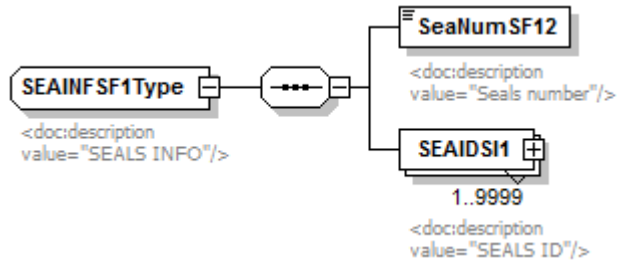 SeaNumSF12
<doc:description
value="Seals number"/>
SEAINFSF1Type
<doc:description
value="SEALS INFO"/>
SEAIDSI1
1..9999
<doc:description
value="SEALS ID"/>